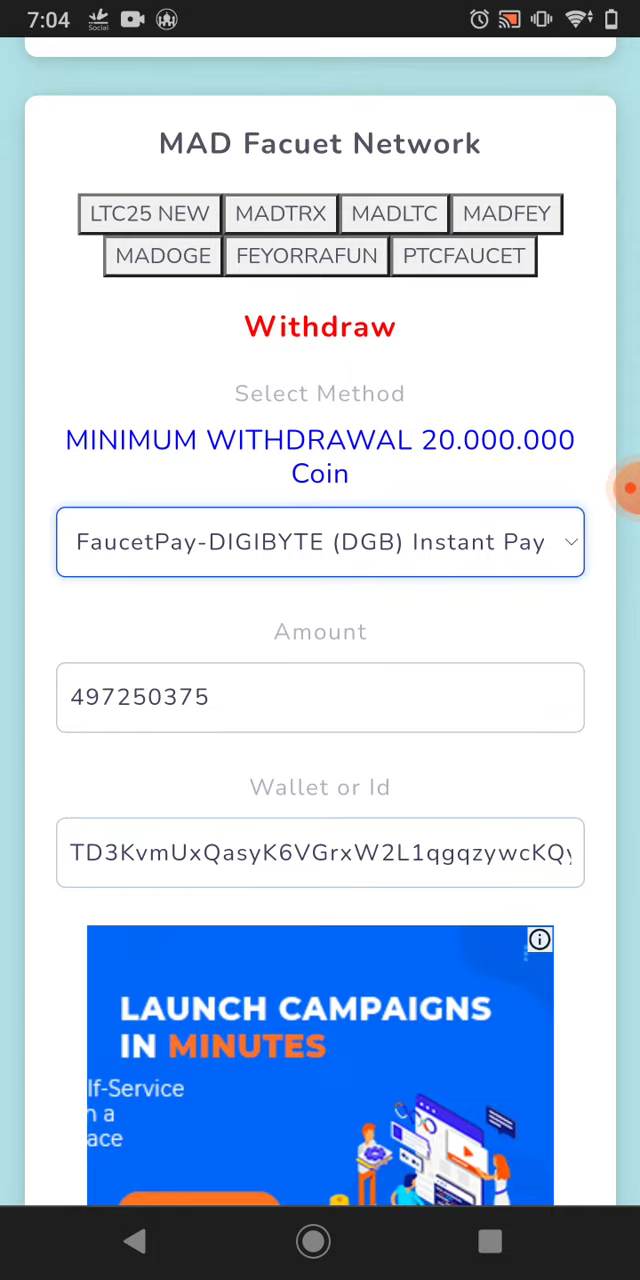 7:04
Social
MAD Facuet Network
LTC25 NEW MADTRX MADLTC MADFEY
MADOGE FEYORRAFUN PTCFAUCET
Withdraw
Select Method
MINIMUM WITHDRAWAL 20.000.000
Coin
FaucetPay-DIGIBYTE (DGB) Instant Pay
Amount
497250375
Wallet or Id
TD3KvmUxQasyK6VGrxW2L1qgqzywcKQy
LAUNCH CAMPAIGNS
IN MINUTES
lf-Service
n a
ace